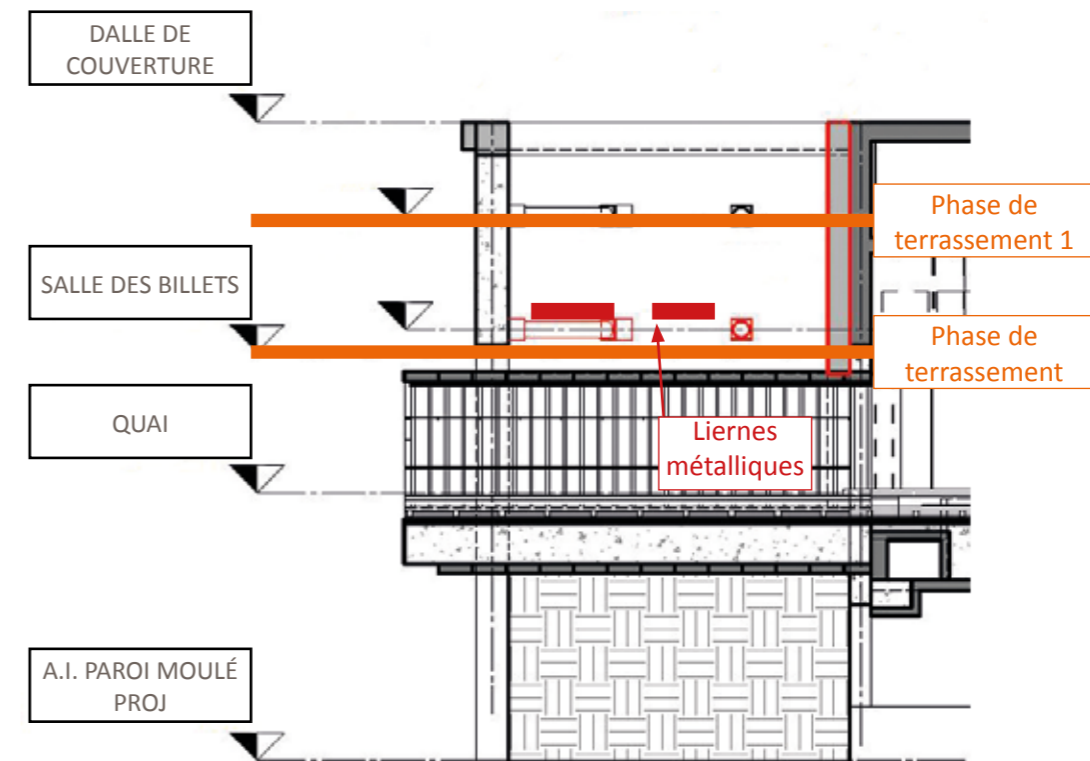 DALLE DE
COUVERTURE
Phase de
terrassement 1
SALLE DES BILLETS
Phase de
terrassement
QUAI
Liernes
métalliques
A.I. PAROI MOULÉ
PROJ